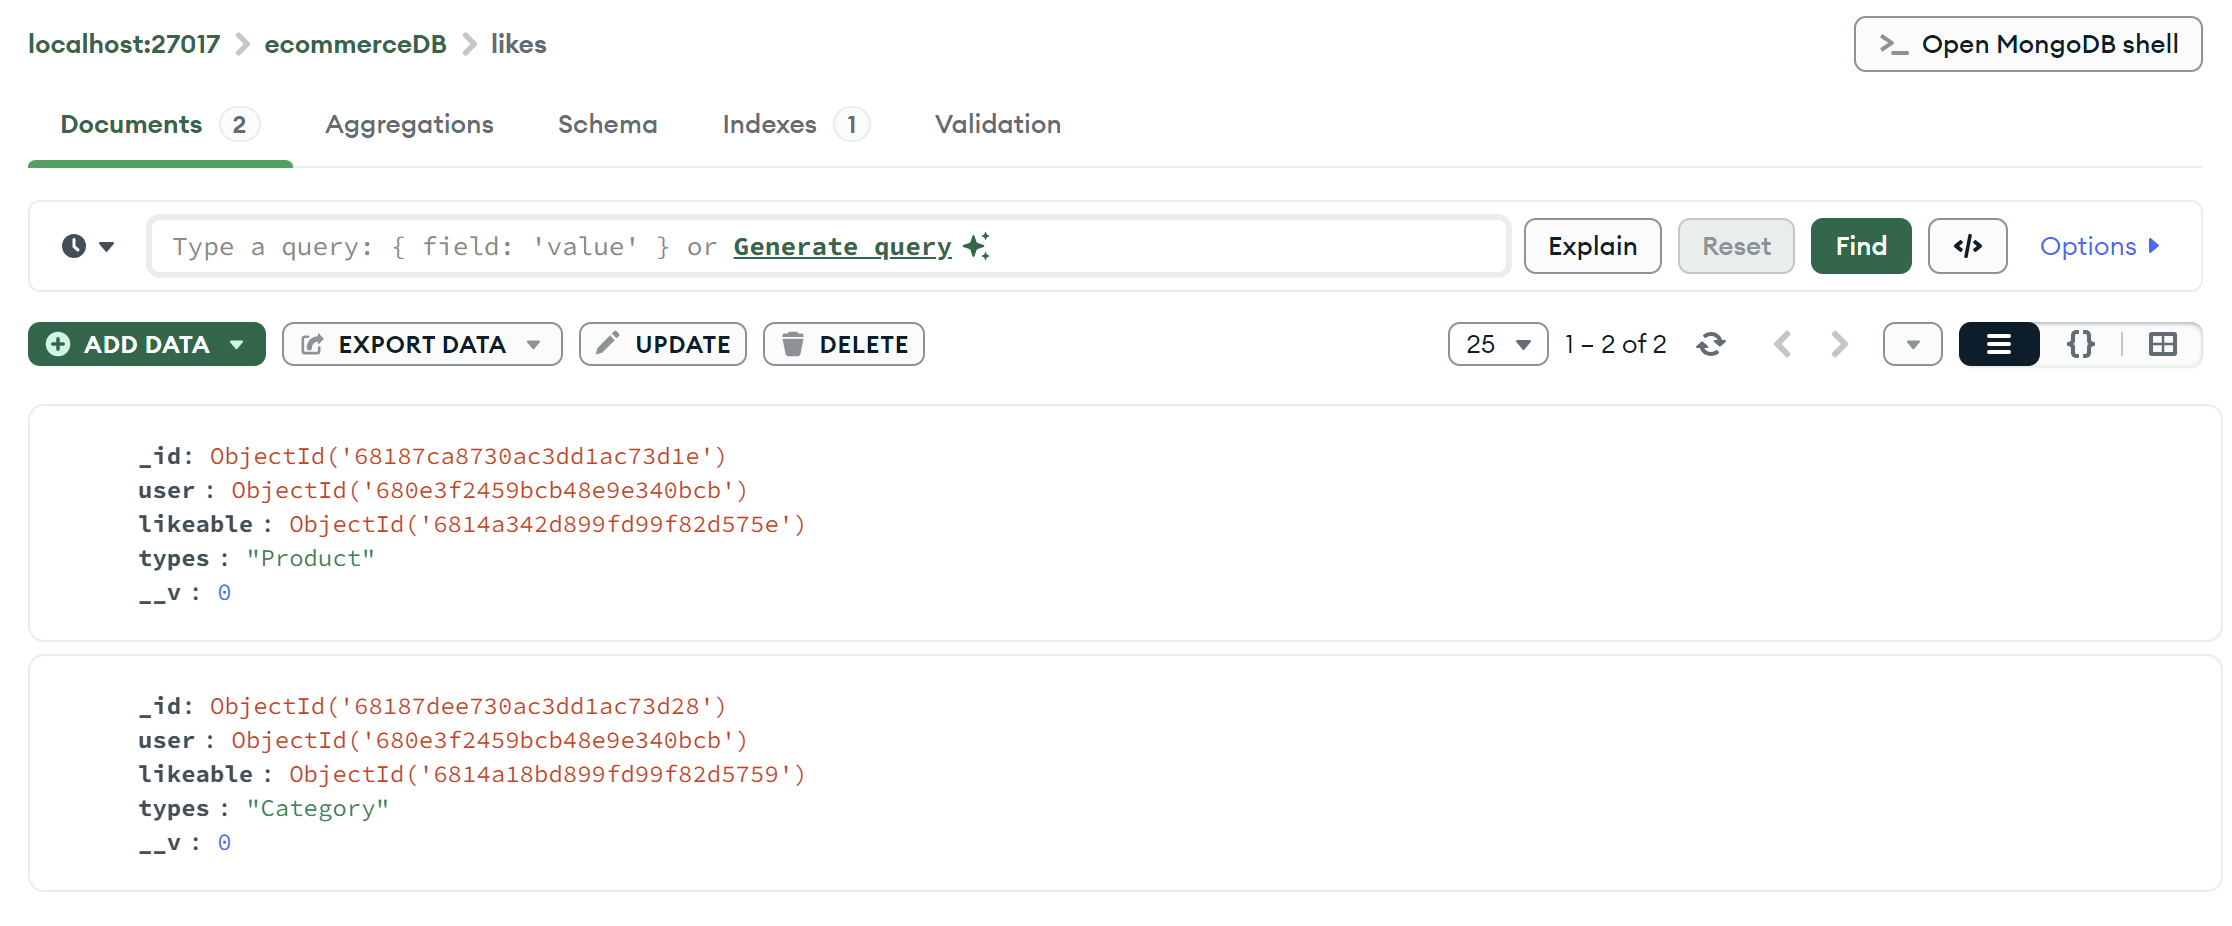 localhost:27017 > ecommerceDB > likes
>_ Open MongoDB shell
Documents 2 Aggregations Schema Indexes 1 Validation
Type a query: { field: 'value' } or Generate query Explain Reset Find </> Options
ADD DATA EXPORT DATA UPDATE DELETE 25 1 – 2 of 2 {}
_id: ObjectId('68187ca8730ac3dd1ac73d1e')
user : ObjectId('680e3f2459bcb48e9e340bcb')
likeable : ObjectId('6814a342d899fd99f82d575e')
types : "Product"
__v : 0
_id: ObjectId('68187dee730ac3dd1ac73d28')
user : ObjectId('680e3f2459bcb48e9e340bcb')
likeable : ObjectId('6814a18bd899fd99f82d5759')
types : "Category"
__v : 0